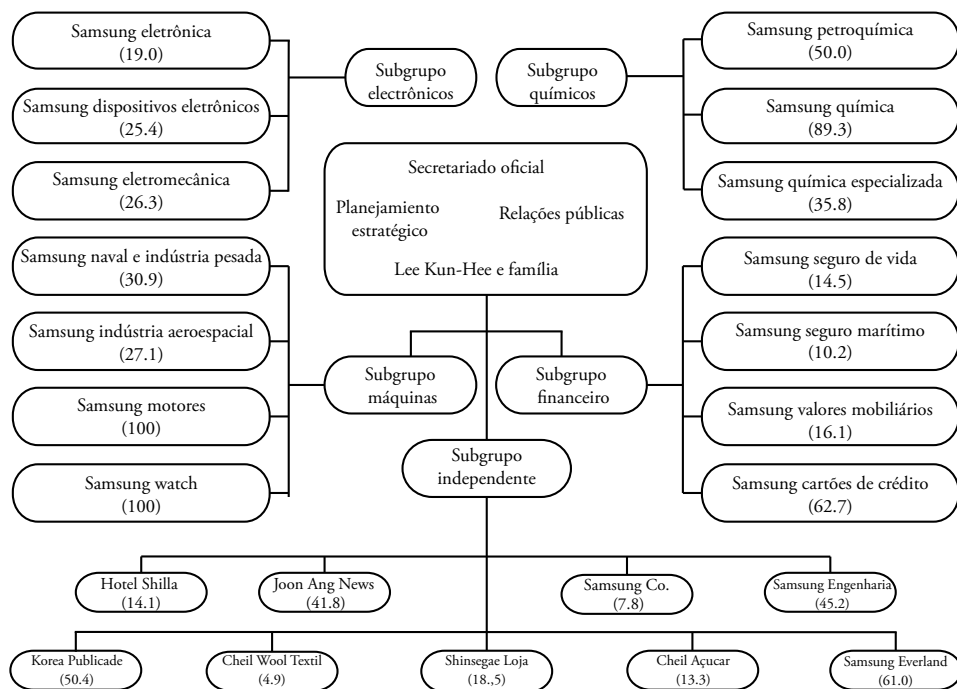 Samsung eletrônica
(19.0)
Samsung dispositivos eletrônicos
(25.4)
Samsung eletromecânica
(26.3)
Subgrupo
electrônicos
Subgrupo
químicos
Samsung petroquímica
(50.0)
Samsung química
(89.3)
Samsung química especializada
(35.8)
Secretariado oficial
Planejamiento
estratégico
Relações públicas
Lee Kun-Hee e família
Samsung naval e indústria pesada
(30.9)
Samsung indústria aeroespacial
(27.1)
Samsung motores
(100)
Samsung watch
(100)
Subgrupo
máquinas
Subgrupo
financeiro
Samsung seguro de vida
(14.5)
Samsung seguro marítimo
(10.2)
Samsung valores mobiliários
(16.1)
Samsung cartões de crédito
(62.7)
Subgrupo
independente
Hotel Shilla
(14.1)
Joon Ang News
(41.8)
Samsung Co.
(7.8)
Samsung Engenharia
(45.2)
Korea Publicade
(50.4)
Cheil Wool Textil
(4.9)
Shinsegae Loja
(18.,5)
Cheil Açucar
(13.3)
Samsung Everland
(61.0)